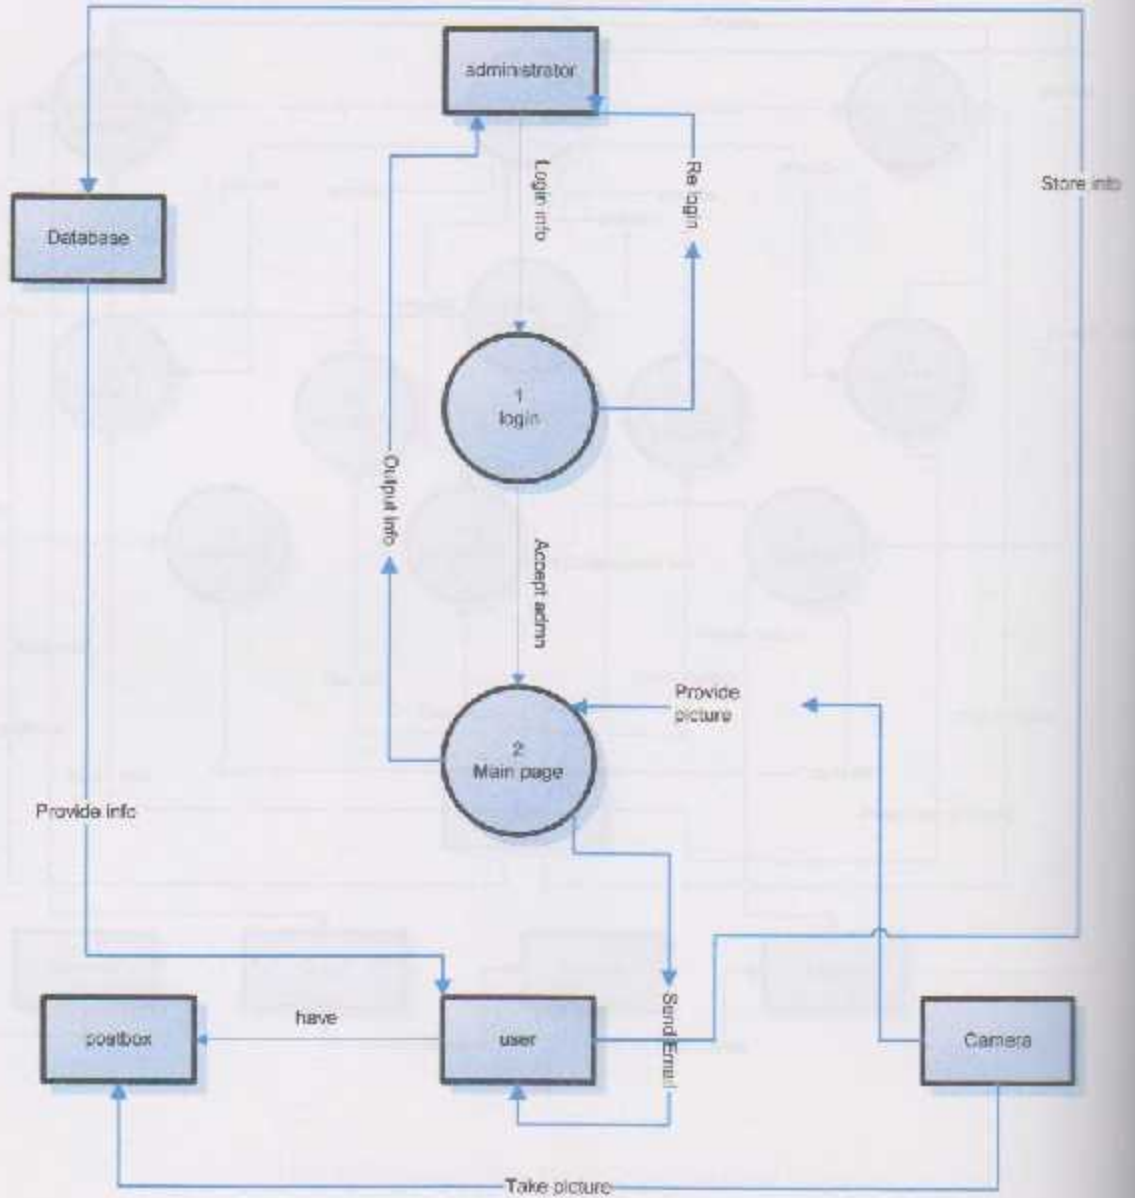 administrator
Login info
Re login
Store info
Database
1
login
Output info
Accept admn
Provide
picture
2
Main page
Provide info
Send Email
postbox
have
user
Camera
Take picture